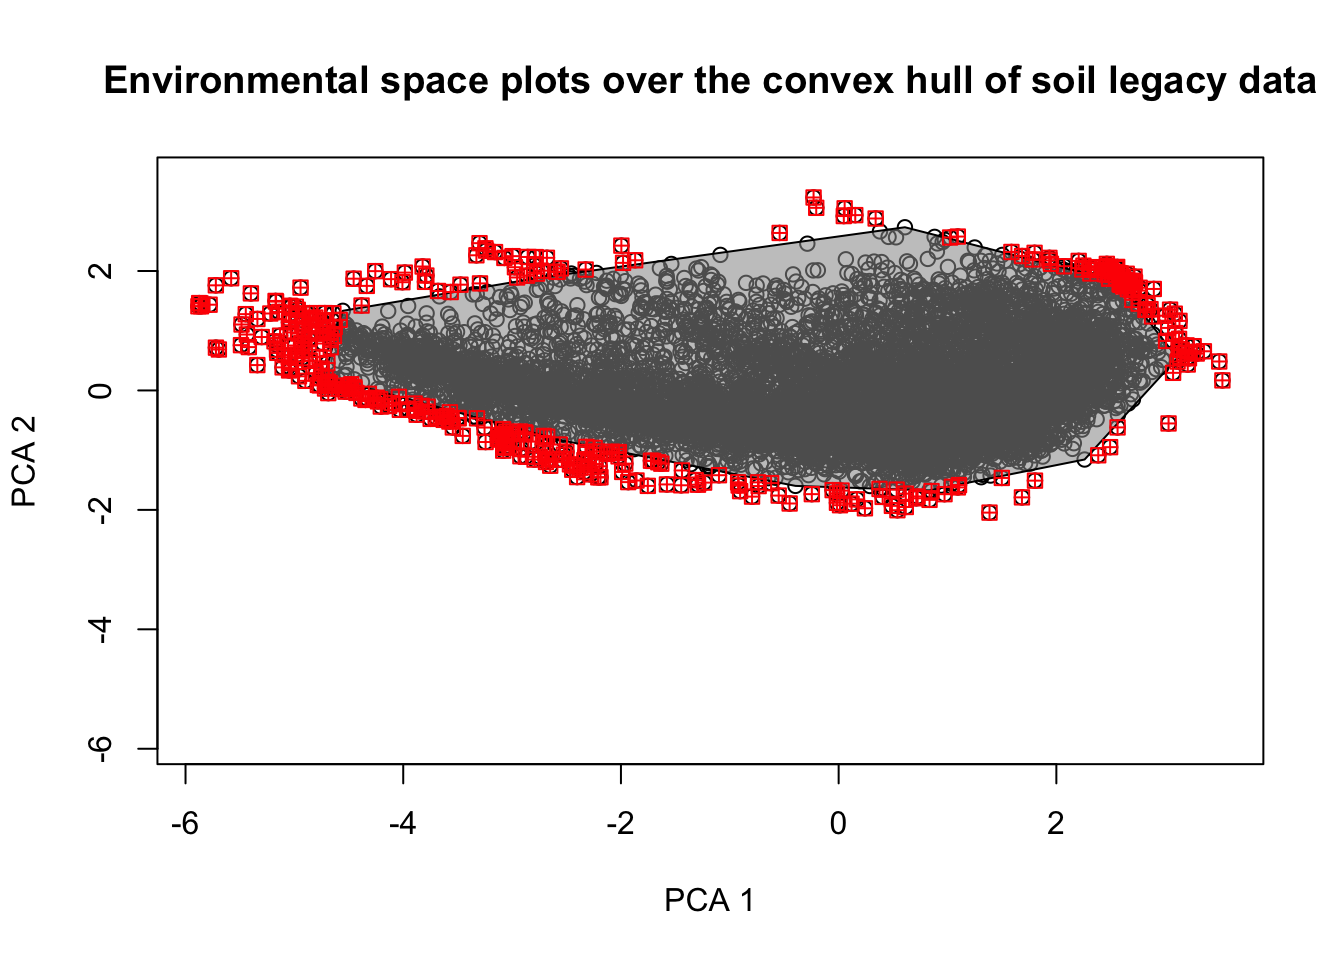 Environmental space plots over the convex hull of soil legacy data
PCA 2
2
0
-2
-4
-6
-6 -4 -2 0 2
PCA 1